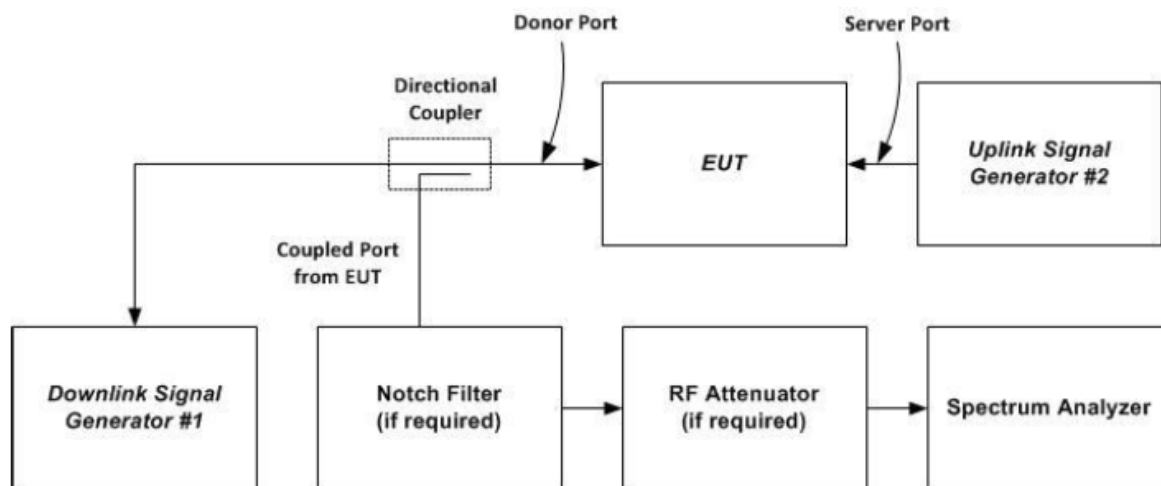 Donor Port
Server Port
Directional
Coupler
EUT
Uplink Signal
Generator #2
Coupled Port
from EUT
Downlink Signal
Generator #1
Notch Filter
(if required)
RF Attenuator
(if required)
Spectrum Analyzer